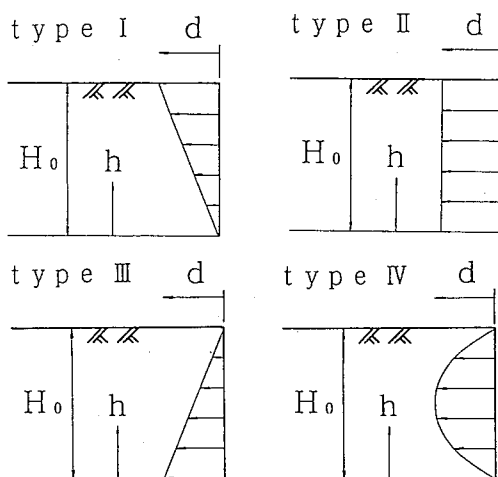 type Ⅰ d
H₀ h
type Ⅱ d
H₀ h
type Ⅲ d
H₀ h
type Ⅳ d
H₀ h